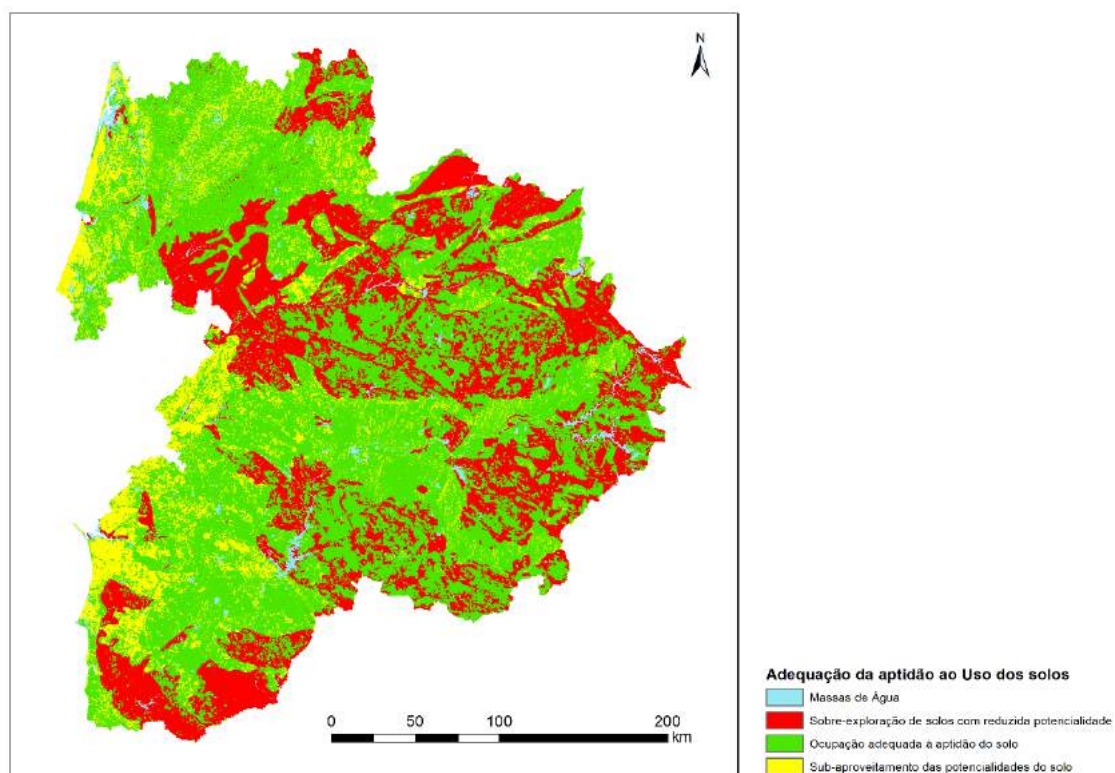 N
0 50 100 200
km
Adequação da aptidão ao Uso dos solos
Massas de Água
Sobre-exploração de solos com reduzida potencialidade
Ocupação adequada à aptidão do solo
Sub-aproveitamento das potencialidades do solo